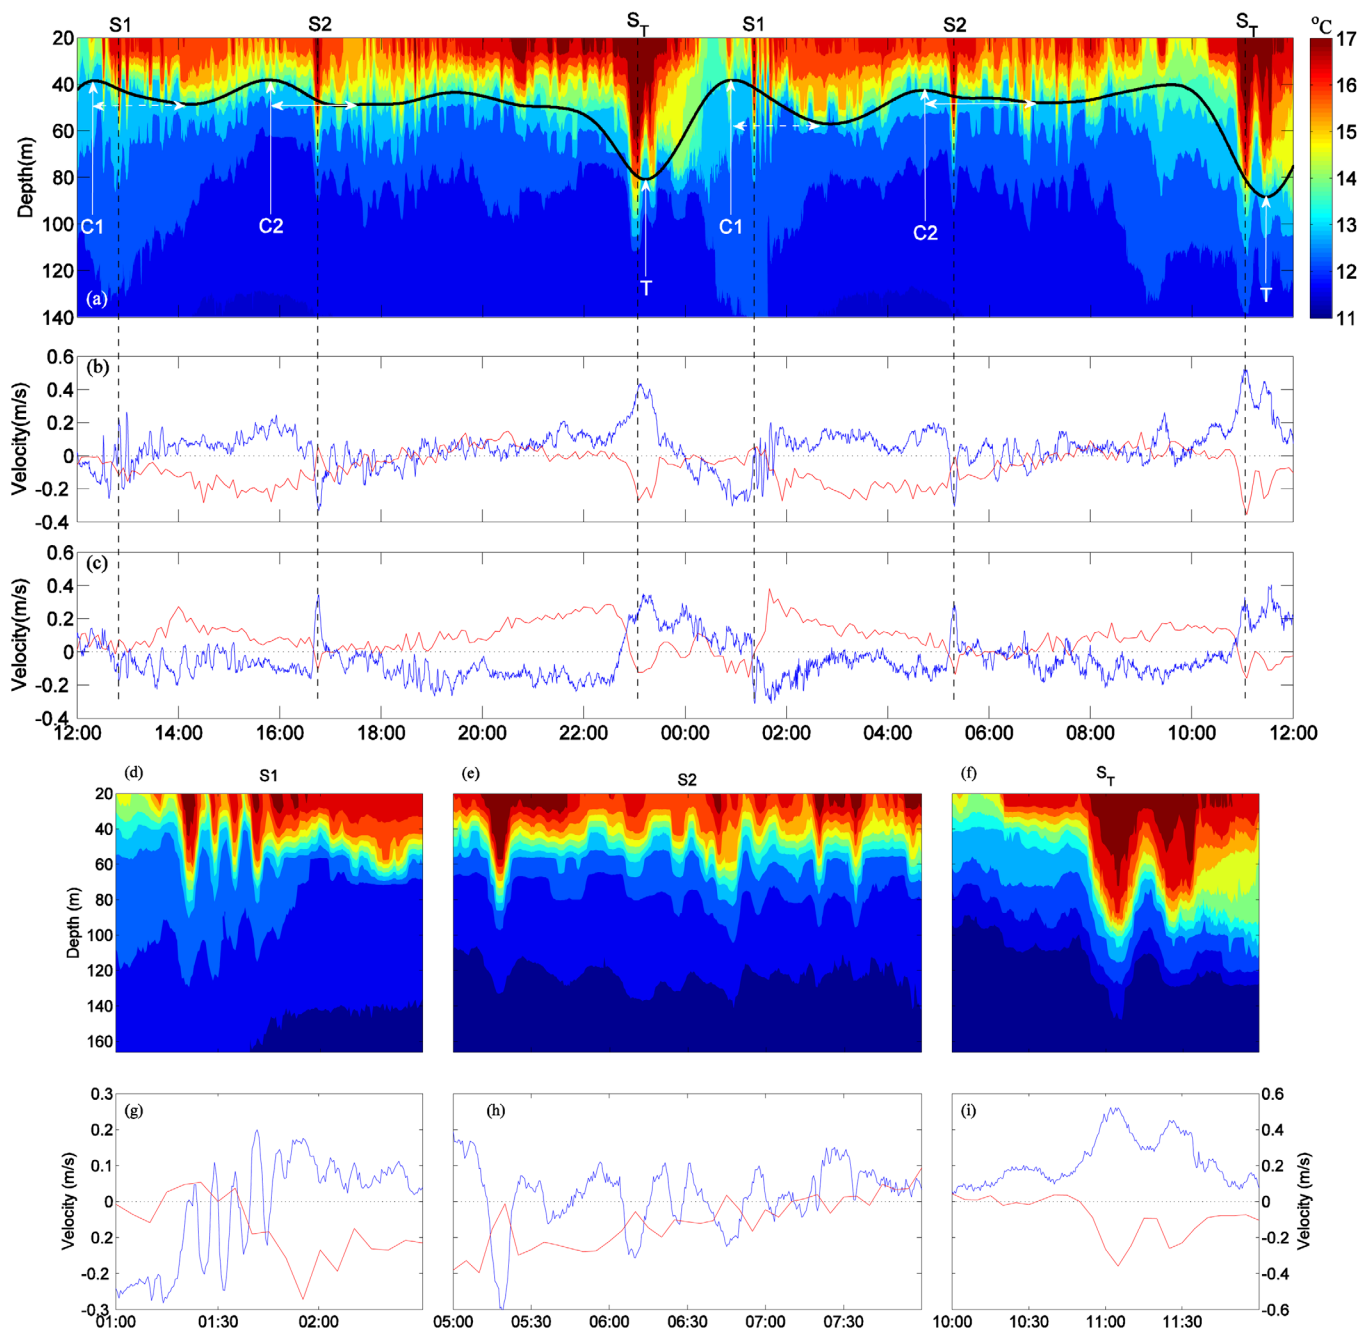 S1 S2 S_T S1 S2 S_T °C
20 40 60 80 100 120 140
Depth(m)
C1 C2 T C1 C2 T
(a)
17 16 15 14 13 12 11
(b)
0.6 0.4 0.2 0 -0.2 -0.4
Velocity(m/s)
(c)
0.6 0.4 0.2 0 -0.2 -0.4
Velocity(m/s)
12:00 14:00 16:00 18:00 20:00 22:00 00:00 02:00 04:00 06:00 08:00 10:00 12:00
(d) S1 (e) S2 (f) S_T
20 40 60 80 100 120 140 160
Depth (m)
(g) (h) (i)
0.3 0.2 0.1 0 0.2 -0.2 -0.3
Velocity (m/s)
0.6 0.4 0.2 0 -0.2 -0.4 -0.6
Velocity (m/s)
01:00 01:30 02:00 05:00 05:30 06:00 06:30 07:00 07:30 10:00 10:30 11:00 11:30